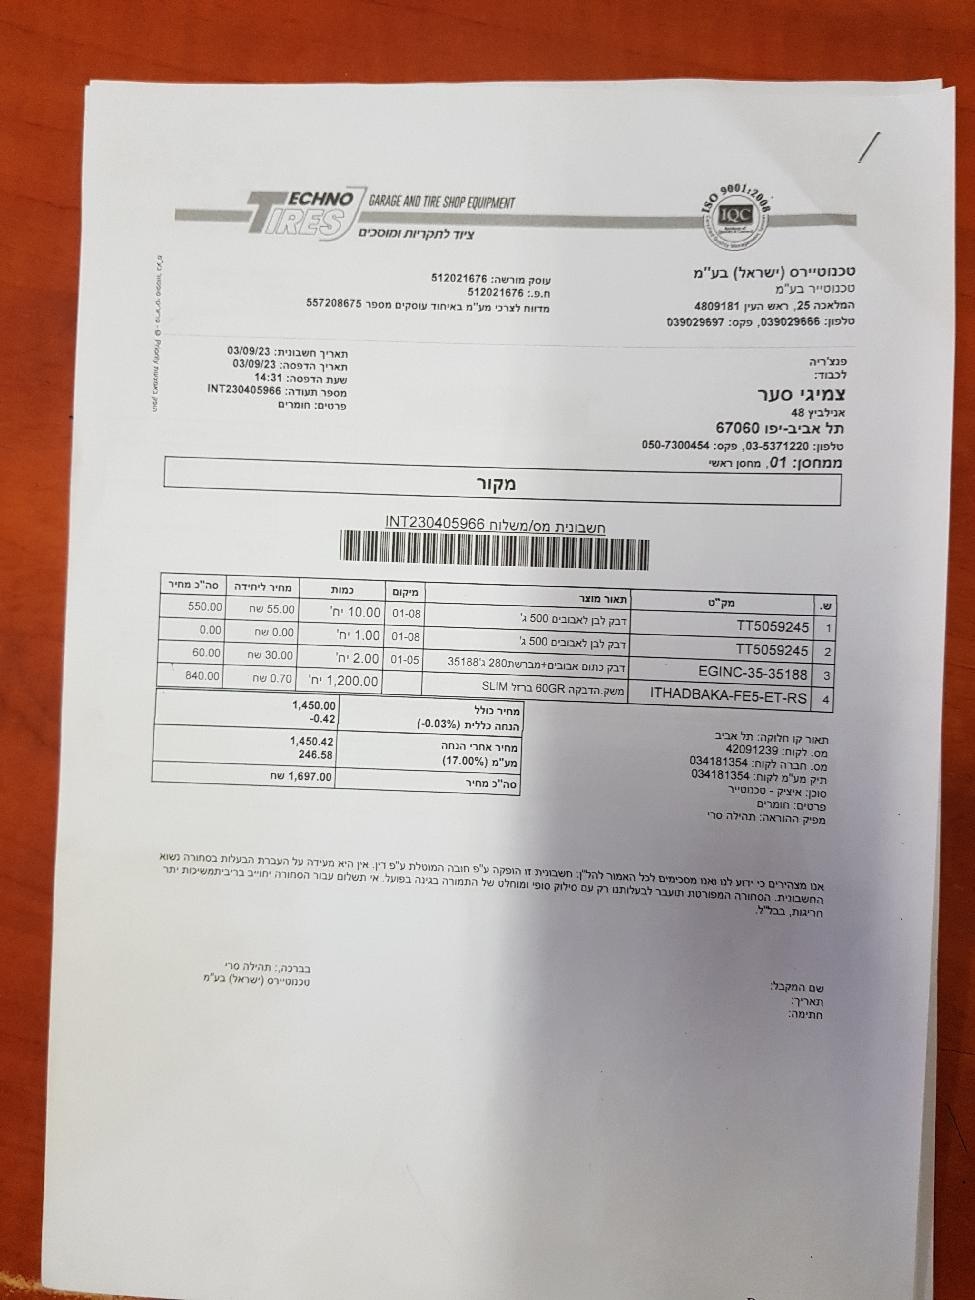 TECHNO TIRES
GARAGE AND TIRE SHOP EQUIPMENT
ציוד לתקריות ומוסכים
ISO 9001:2008
IQC
טכנוטיירס (ישראל) בע"מ
טכנוטייר בע"מ
המלאכה 25, ראש העין 4809181
טלפון: 039029666, פקס: 039029697
עוסק מורשה: 512021676
ח.פ.: 512021676
מדווח לצרכי מע"מ באיחוד עוסקים מספר 557208675
פנצ'ריה
לכבוד:
צמיגי סער
אנילביץ 48
תל אביב-יפו 67060
טלפון: 03-5371220, פקס: 050-7300454
ממחסן: 01, מחסן ראשי
תאריך חשבונית: 03/09/23
תאריך הדפסה: 03/09/23
שעת הדפסה: 14:31
מספר תעודה: INT230405966
פרטים: חומרים
מקור
חשבונית מס/משלוח INT230405966
ש. מק"ט תאור מוצר מיקום כמות מחיר ליחידה סה"כ מחיר
1 TT5059245 דבק לבן לאבובים 500 ג' 01-08 10.00 יח' 55.00 שח 550.00
2 TT5059245 דבק לבן לאבובים 500 ג' 01-08 1.00 יח' 0.00 שח 0.00
3 EGINC-35-35188 דבק כתום אבובים+מברשת280 ג'35188 01-05 2.00 יח' 30.00 שח 60.00
4 ITHADBAKA-FE5-ET-RS משק.הדבקה 60GR ברזל SLIM 1,200.00 יח' 0.70 שח 840.00
מחיר כולל 1,450.00
הנחה כללית (-0.03%) -0.42
מחיר אחרי הנחה 1,450.42
מע"מ (17.00%) 246.58
סה"כ מחיר 1,697.00 שח
תאור קו חלוקה: תל אביב
מס. לקוח: 42091239
מס. חברה לקוח: 034181354
תיק מע"מ לקוח: 034181354
סוכן: איציק - טכנוטייר
פרטים: חומרים
מפיק ההוראה: תהילה סרי
אנו מצהירים כי ידוע לנו ואנו מסכימים לכל האמור להל"ן: חשבונית זו הופקה ע"פ חובה המוטלת ע"פ דין. אין היא מעידה על העברת הבעלות בסחורה נשוא
החשבונית. הסחורה המפורטת תועבר לבעלותנו רק עם סילוק סופי ומוחלט של התמורה בגינה בפועל. אי תשלום עבור הסחורה יחוייב בריביתמשיכות יתר
חריגות, בבל"ל.
שם המקבל:
תאריך:
חתימה:
בברכה,: תהילה סרי
טכנוטיירס (ישראל) בע"מ